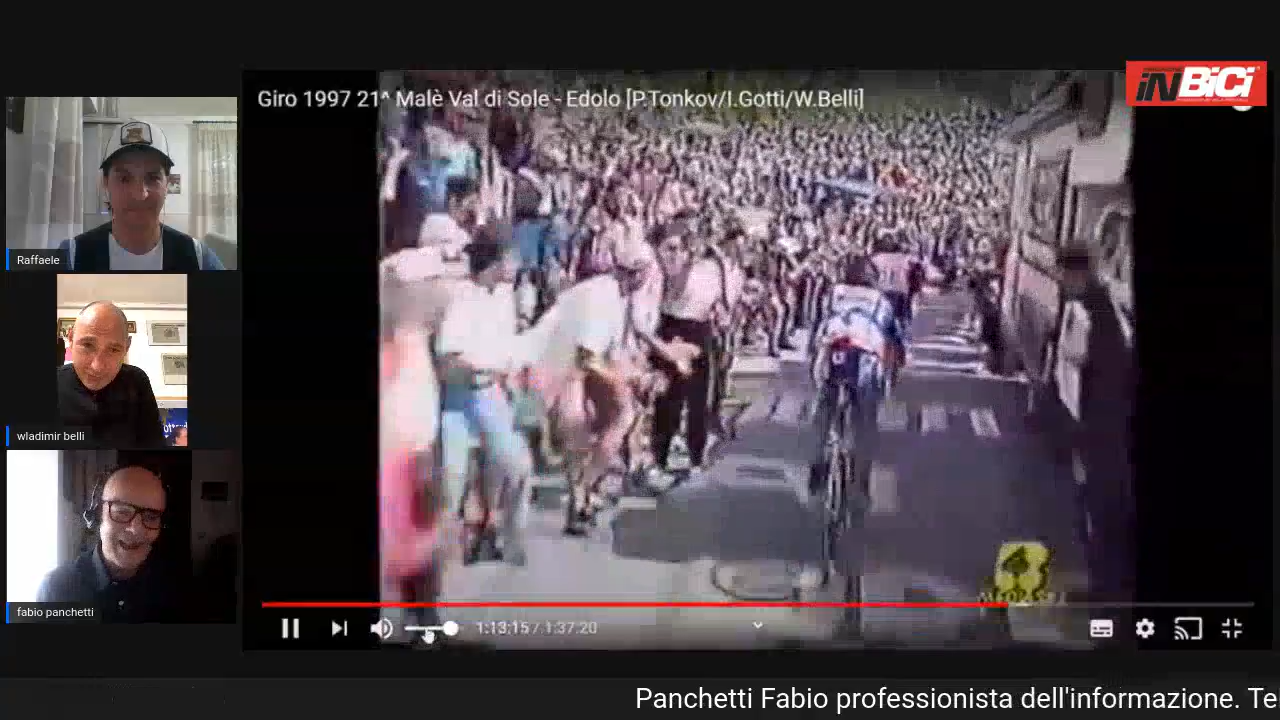 Giro 1997 21^ Malè Val di Sole - Edolo [P.Tonkov/I.Gotti/W.Belli]
iNBiCi
Raffaele
wladimir belli
fabio panchetti
1:13:15 / 1:37:20
Panchetti Fabio professionista dell'informazione. Te